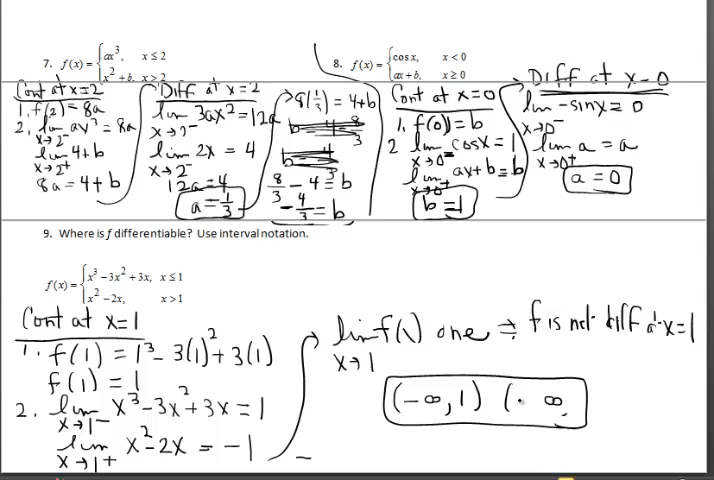 7. f(x) = { ax³, x ≤ 2
x² + b, x > 2
Cont at x=2
1. f(2) = 8a
2. lim ax³ = 8a
x→2⁻
lim 4+b
x→2⁺
8a = 4+b
Diff at x=2
lim 3ax² = 12a
x→2⁻
lim 2x = 4
x→2⁻
12a = 4
a = 1/3
8(1/3) = 4+b
8/3 - 4 = b
-4/3 = b
8. f(x) = { cos x, x < 0
ax + b, x ≥ 0
Cont at x=0
1. f(0) = b
2 lim cosx = 1
x→0⁻
lim ax+b = b
x→0⁺
b = 1
Diff at x=0
lim -sinx = 0
x→0⁻
lim a = a
x→0⁺
a = 0
9. Where is f differentiable? Use interval notation.
f(x) = { x³ - 3x² + 3x, x ≤ 1
x² - 2x, x > 1
Cont at x=1
1. f(1) = 1³ - 3(1)² + 3(1)
f(1) = 1
2. lim x³-3x²+3x = 1
x→1⁻
lim x²-2x = -1
x→1+
lim f(x) dne ⇒ f is not diff at x=1
x→1
(-∞,1) ( ∞